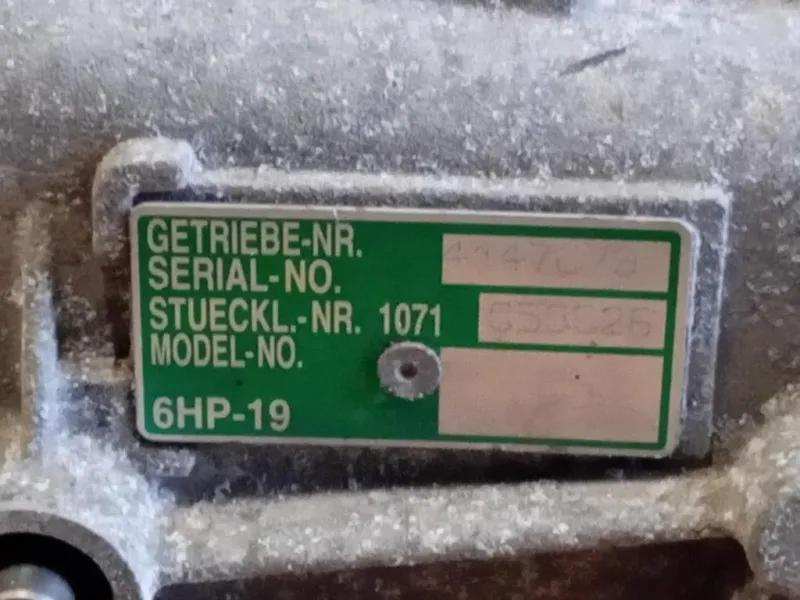 GETRIEBE-NR.
SERIAL-NO.
STUECKL.-NR. 1071
MODEL-NO.
6HP-19